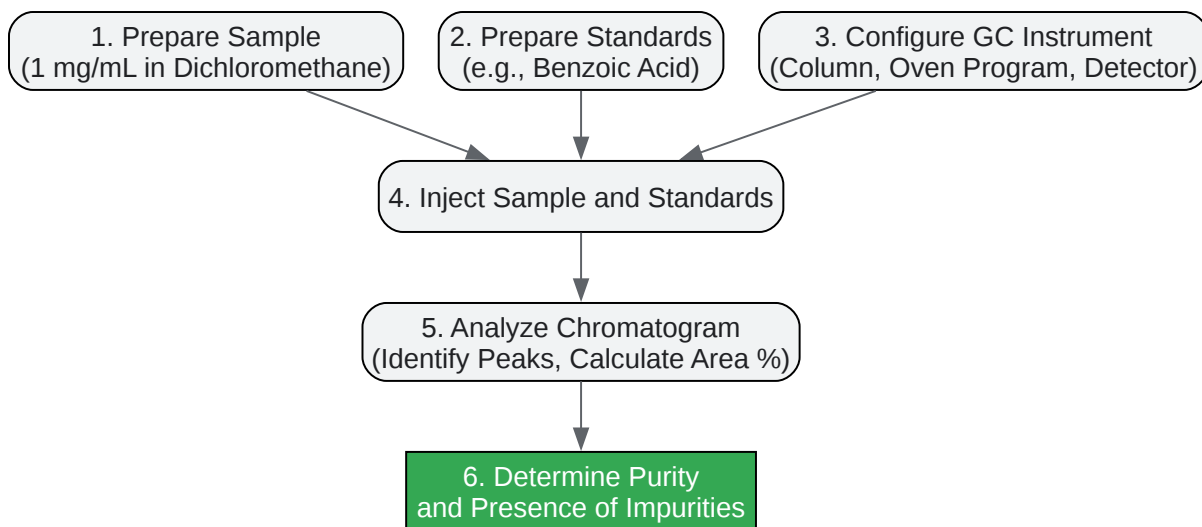 1. Prepare Sample
(1 mg/mL in Dichloromethane)
2. Prepare Standards
(e.g., Benzoic Acid)
3. Configure GC Instrument
(Column, Oven Program, Detector)
4. Inject Sample and Standards
5. Analyze Chromatogram
(Identify Peaks, Calculate Area %)
6. Determine Purity
and Presence of Impurities